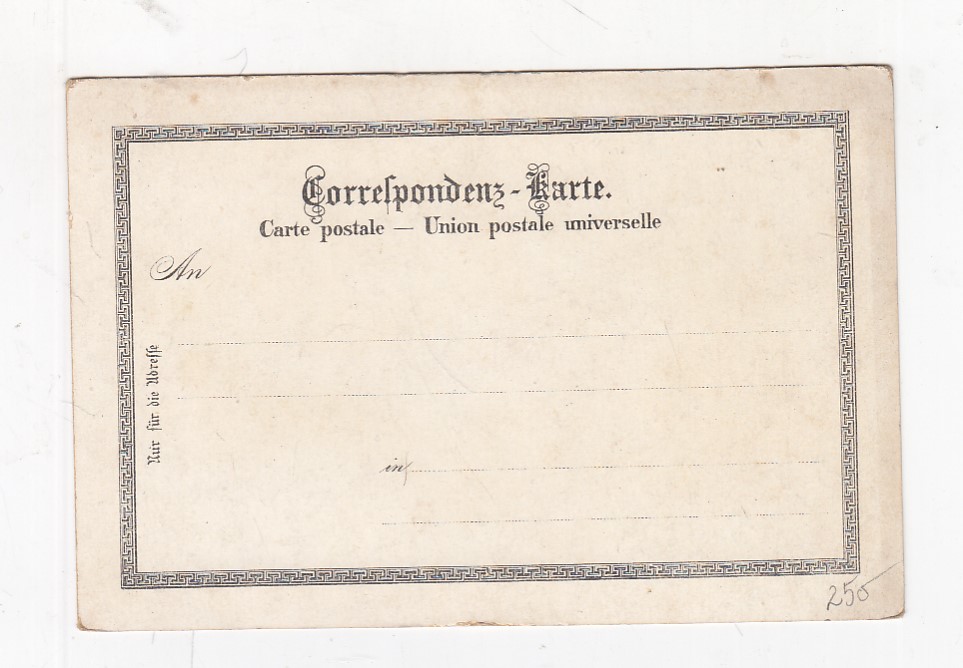 Correſpondenz-Karte.
Carte postale — Union postale universelle
An
Nur für die Adreſſe
in
250